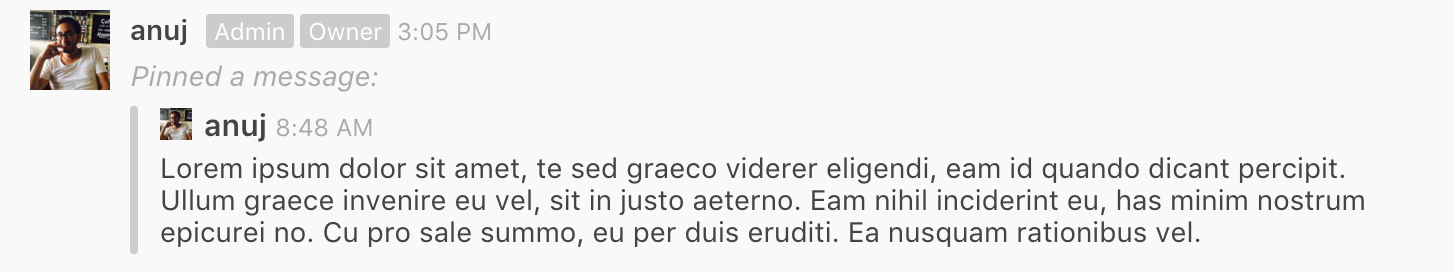 anuj Admin Owner 3:05 PM
Pinned a message:
anuj 8:48 AM
Lorem ipsum dolor sit amet, te sed graeco viderer eligendi, eam id quando dicant percipit.
Ullum graece invenire eu vel, sit in justo aeterno. Eam nihil inciderint eu, has minim nostrum
epicurei no. Cu pro sale summo, eu per duis eruditi. Ea nusquam rationibus vel.